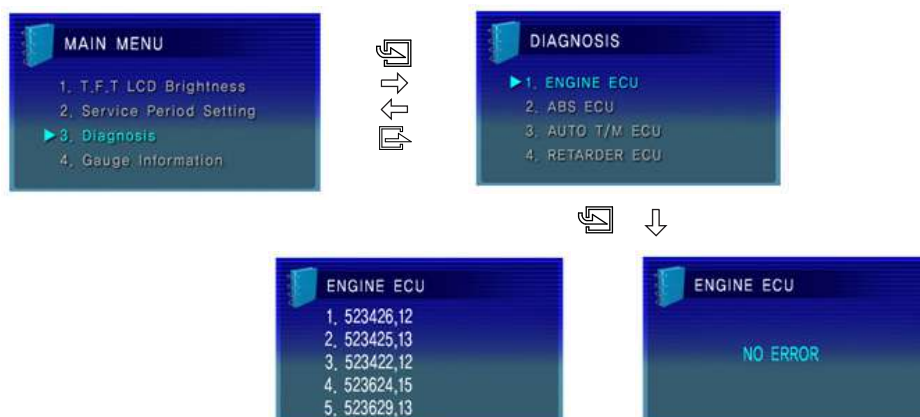 MAIN MENU
1. T.F.T LCD Brightness
2. Service Period Setting
3. Diagnosis
4. Gauge Information
DIAGNOSIS
1. ENGINE ECU
2. ABS ECU
3. AUTO T/M ECU
4. RETARDER ECU
ENGINE ECU
1. 523426,12
2. 523425,13
3. 523422,12
4. 523624,15
5. 523629,13
ENGINE ECU
NO ERROR